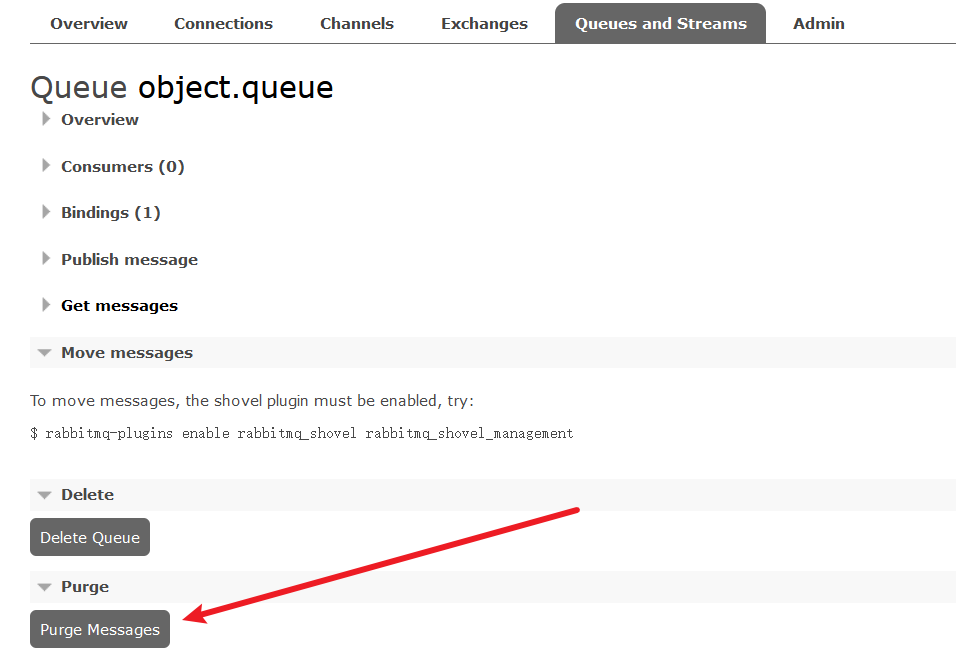 Overview Connections Channels Exchanges Queues and Streams Admin
Queue object.queue
Overview
Consumers (0)
Bindings (1)
Publish message
Get messages
Move messages
To move messages, the shovel plugin must be enabled, try:
$ rabbitmq-plugins enable rabbitmq_shovel rabbitmq_shovel_management
Delete
Delete Queue
Purge
Purge Messages